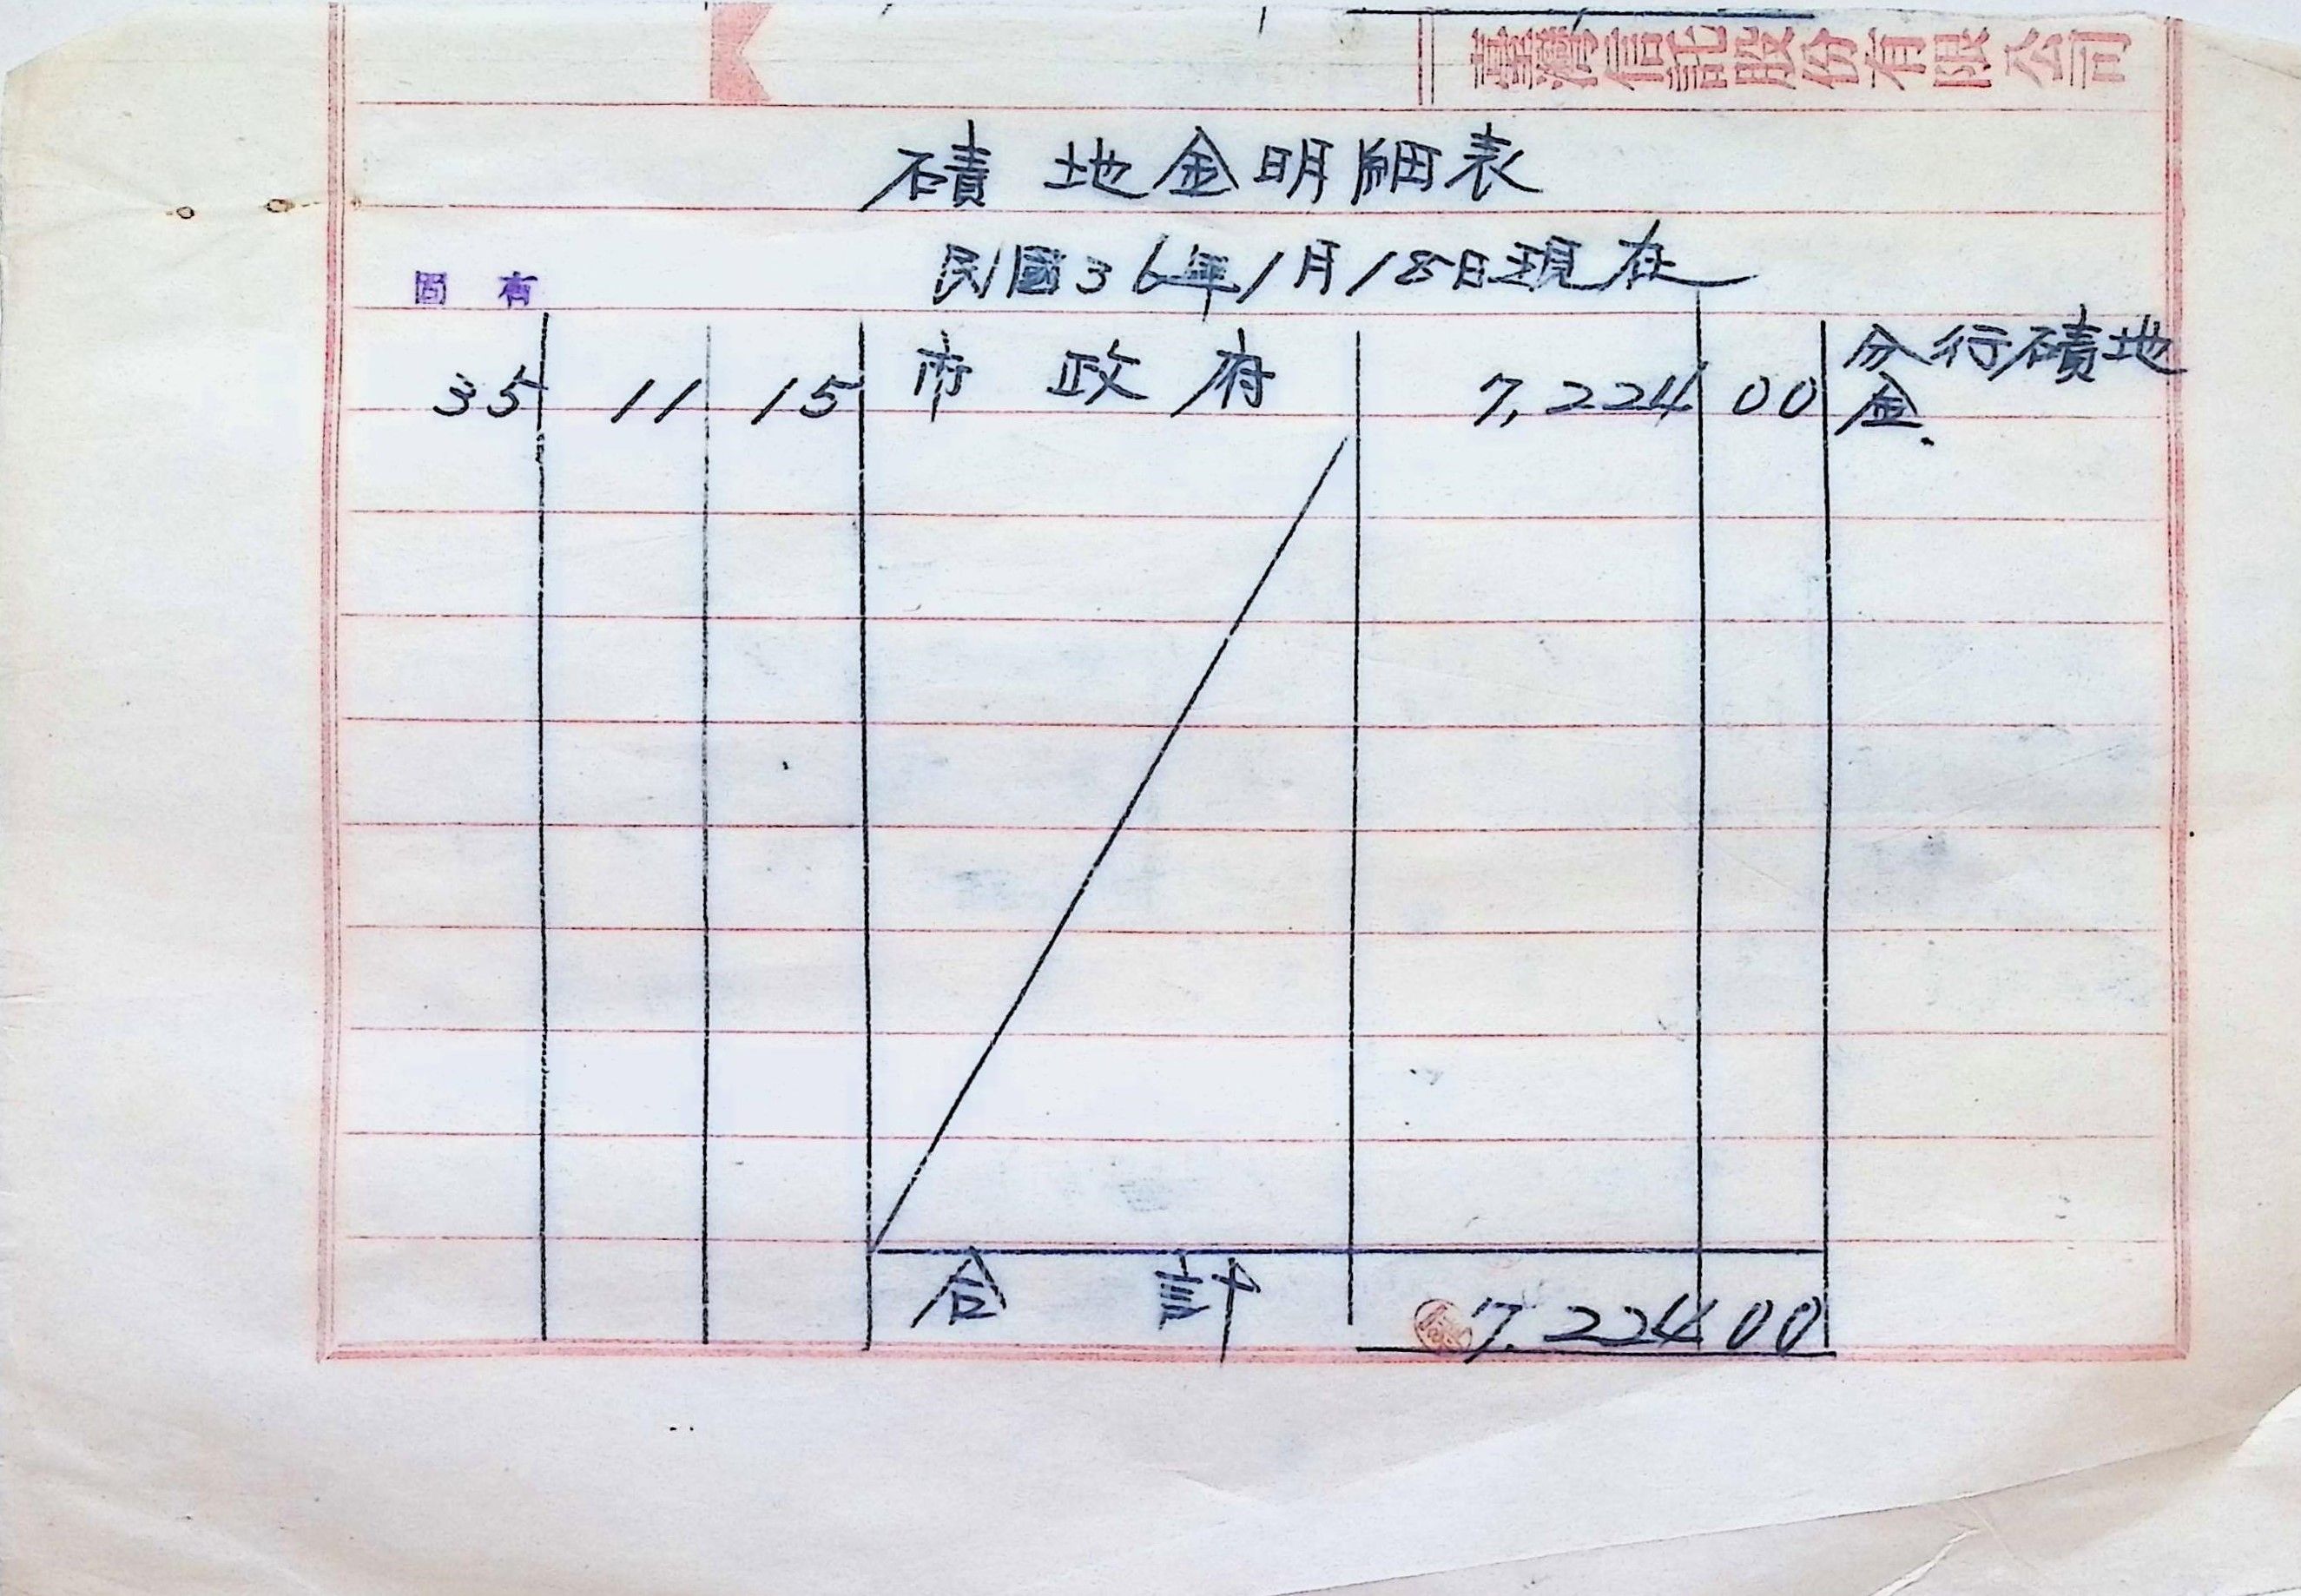 臺灣信託股份有限公司
磧地金明細表
民國36年1月18日現在
固有
35 11 15 市政府 7,224 00 分行磧地
金.
合計 7.224 00